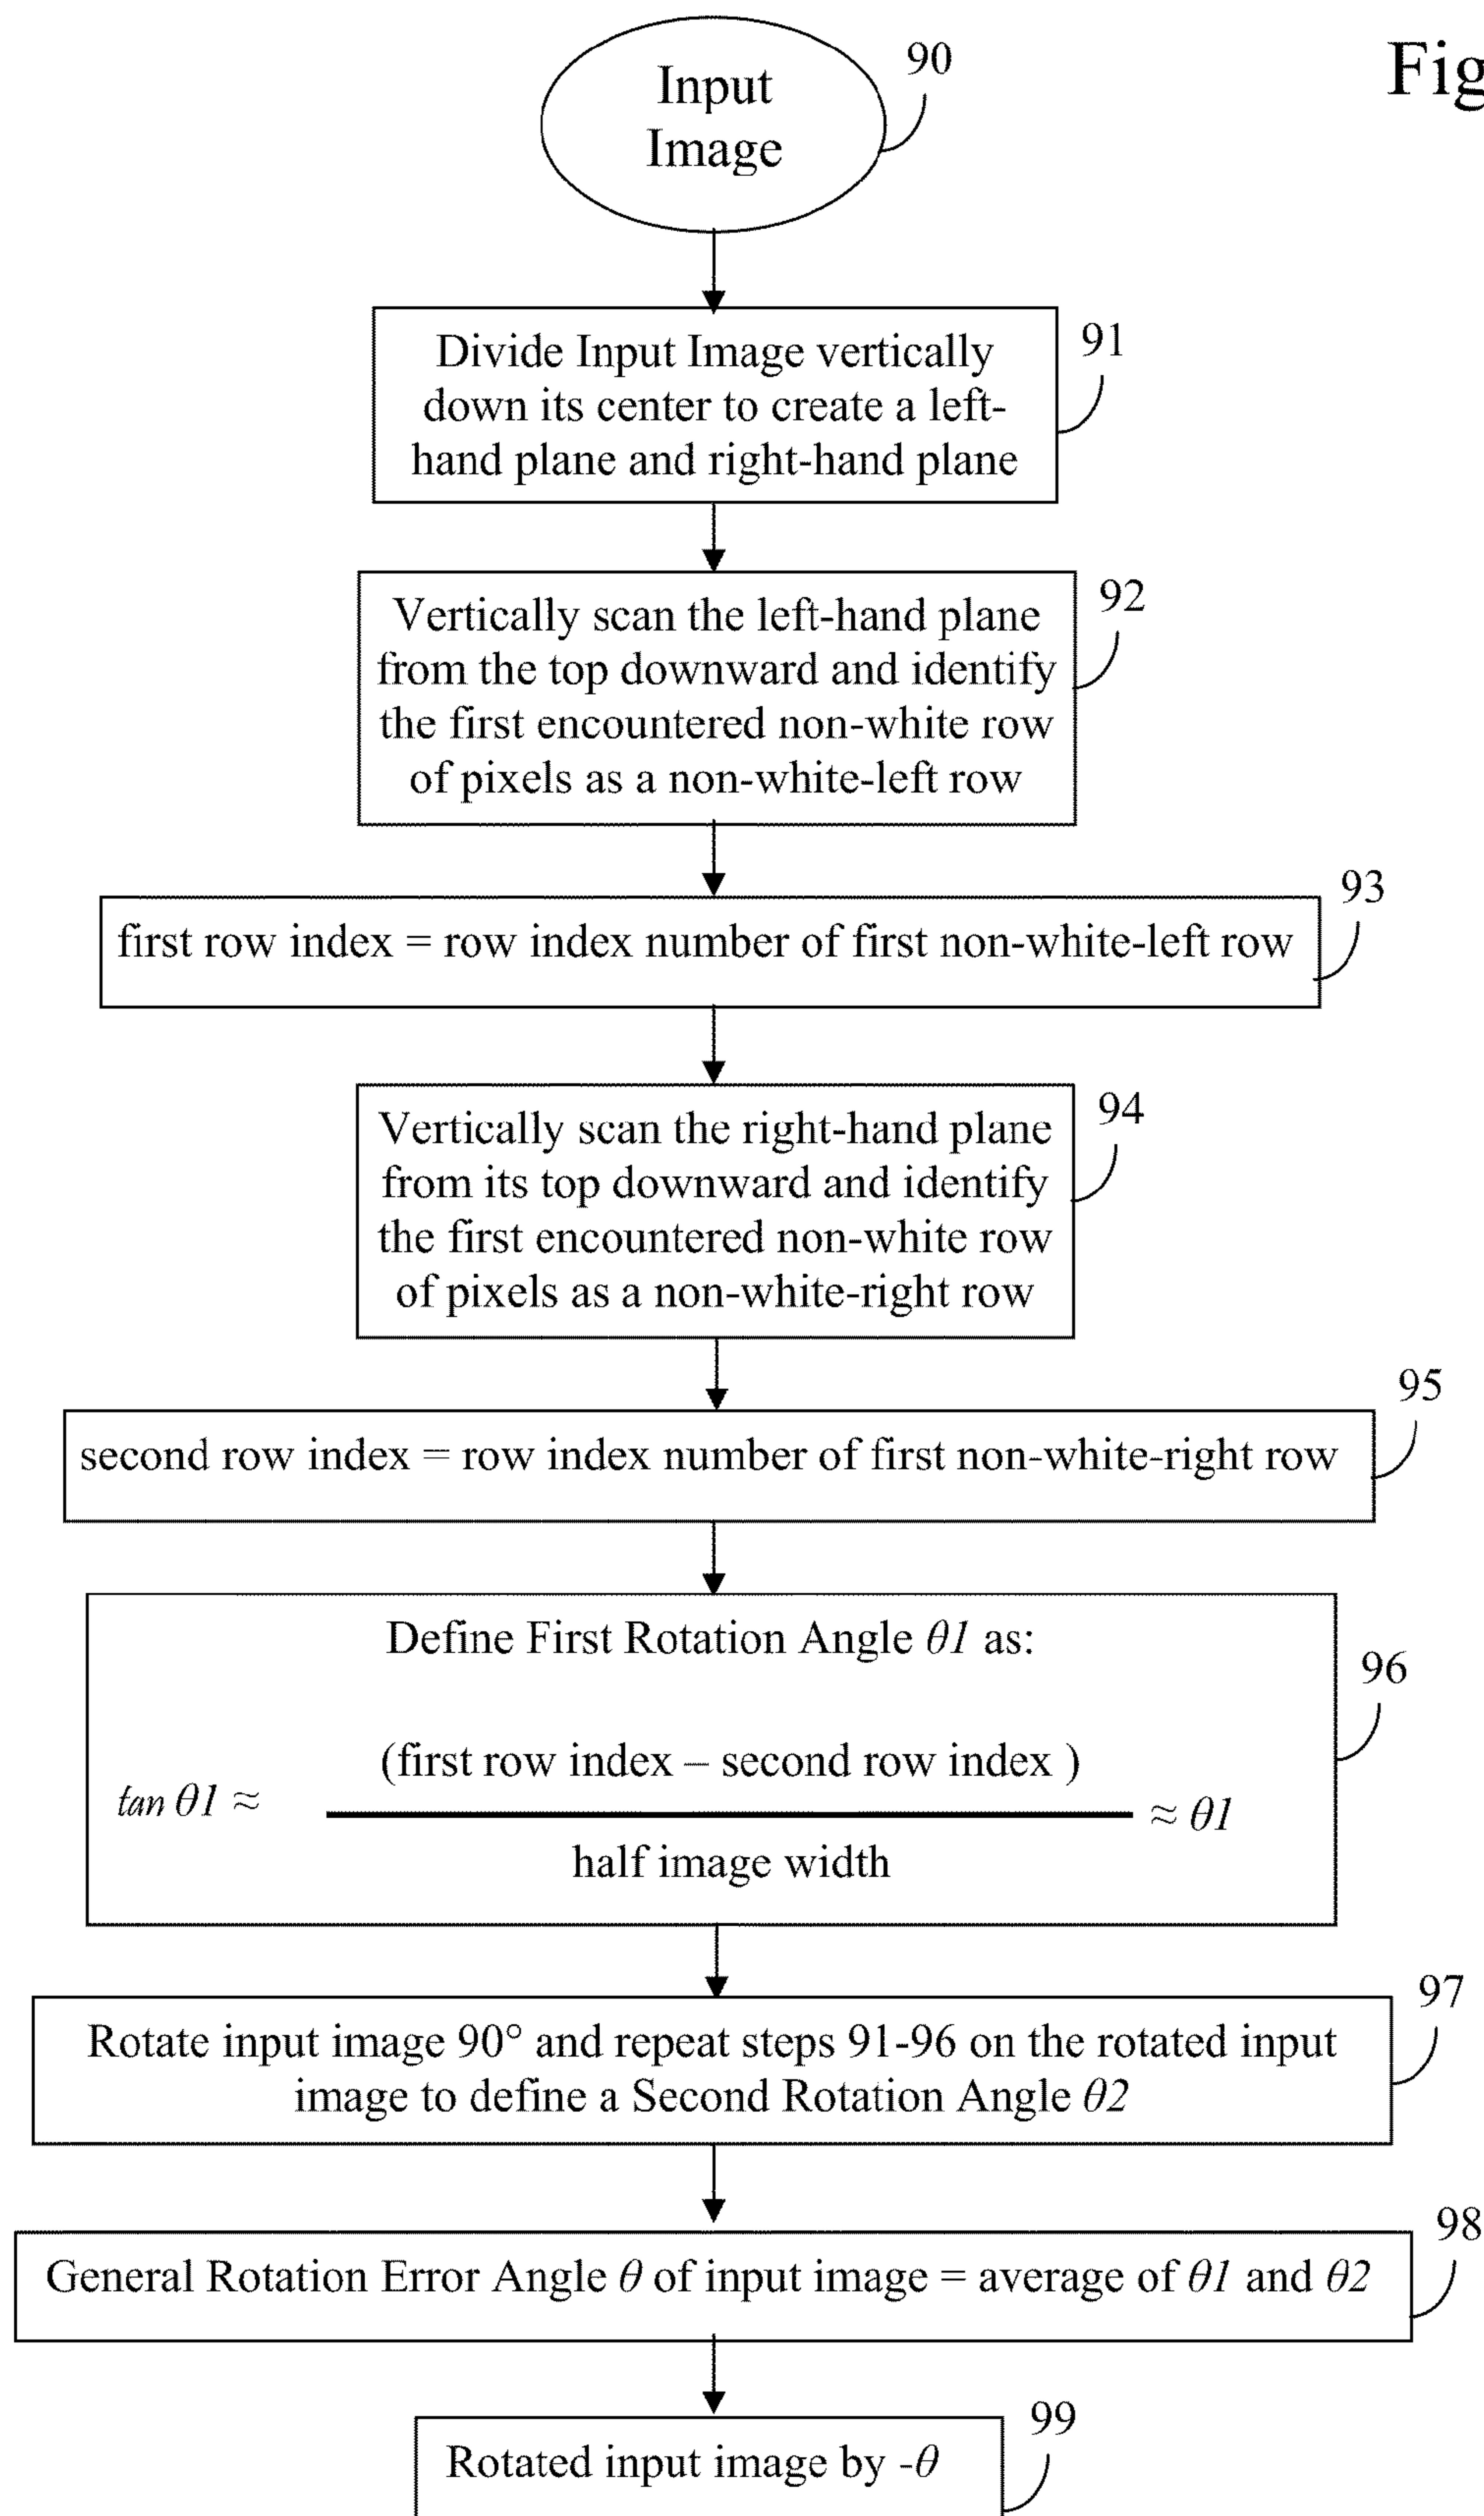 Fig
90
Input
Image
91
Divide Input Image vertically
down its center to create a left-
hand plane and right-hand plane
92
Vertically scan the left-hand plane
from the top downward and identify
the first encountered non-white row
of pixels as a non-white-left row
93
first row index = row index number of first non-white-left row
94
Vertically scan the right-hand plane
from its top downward and identify
the first encountered non-white row
of pixels as a non-white-right row
95
second row index = row index number of first non-white-right row
96
Define First Rotation Angle θ1 as:
(first row index – second row index )
tan θ1 ≈
≈ θ1
half image width
97
Rotate input image 90° and repeat steps 91-96 on the rotated input
image to define a Second Rotation Angle θ2
98
General Rotation Error Angle θ of input image = average of θ1 and θ2
99
Rotated input image by -θ